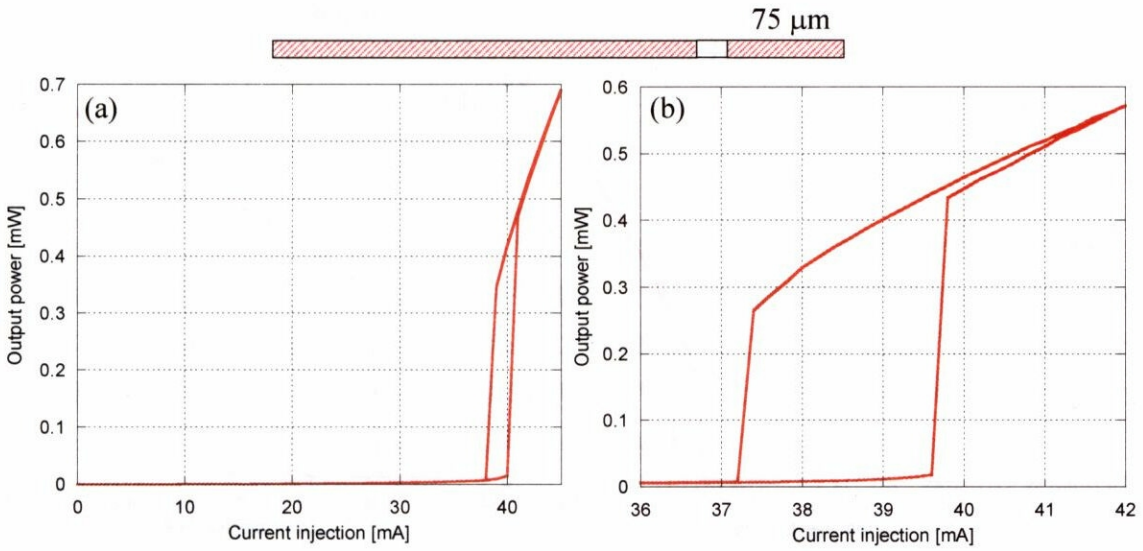 75 μm
(a)
0.7
0.6
0.5
0.4
0.3
0.2
0.1
0
0 10 20 30 40
Output power [mW]
Current injection [mA]
(b)
0.6
0.5
0.4
0.3
0.2
0.1
0
36 37 38 39 40 41 42
Output power [mW]
Current injection [mA]